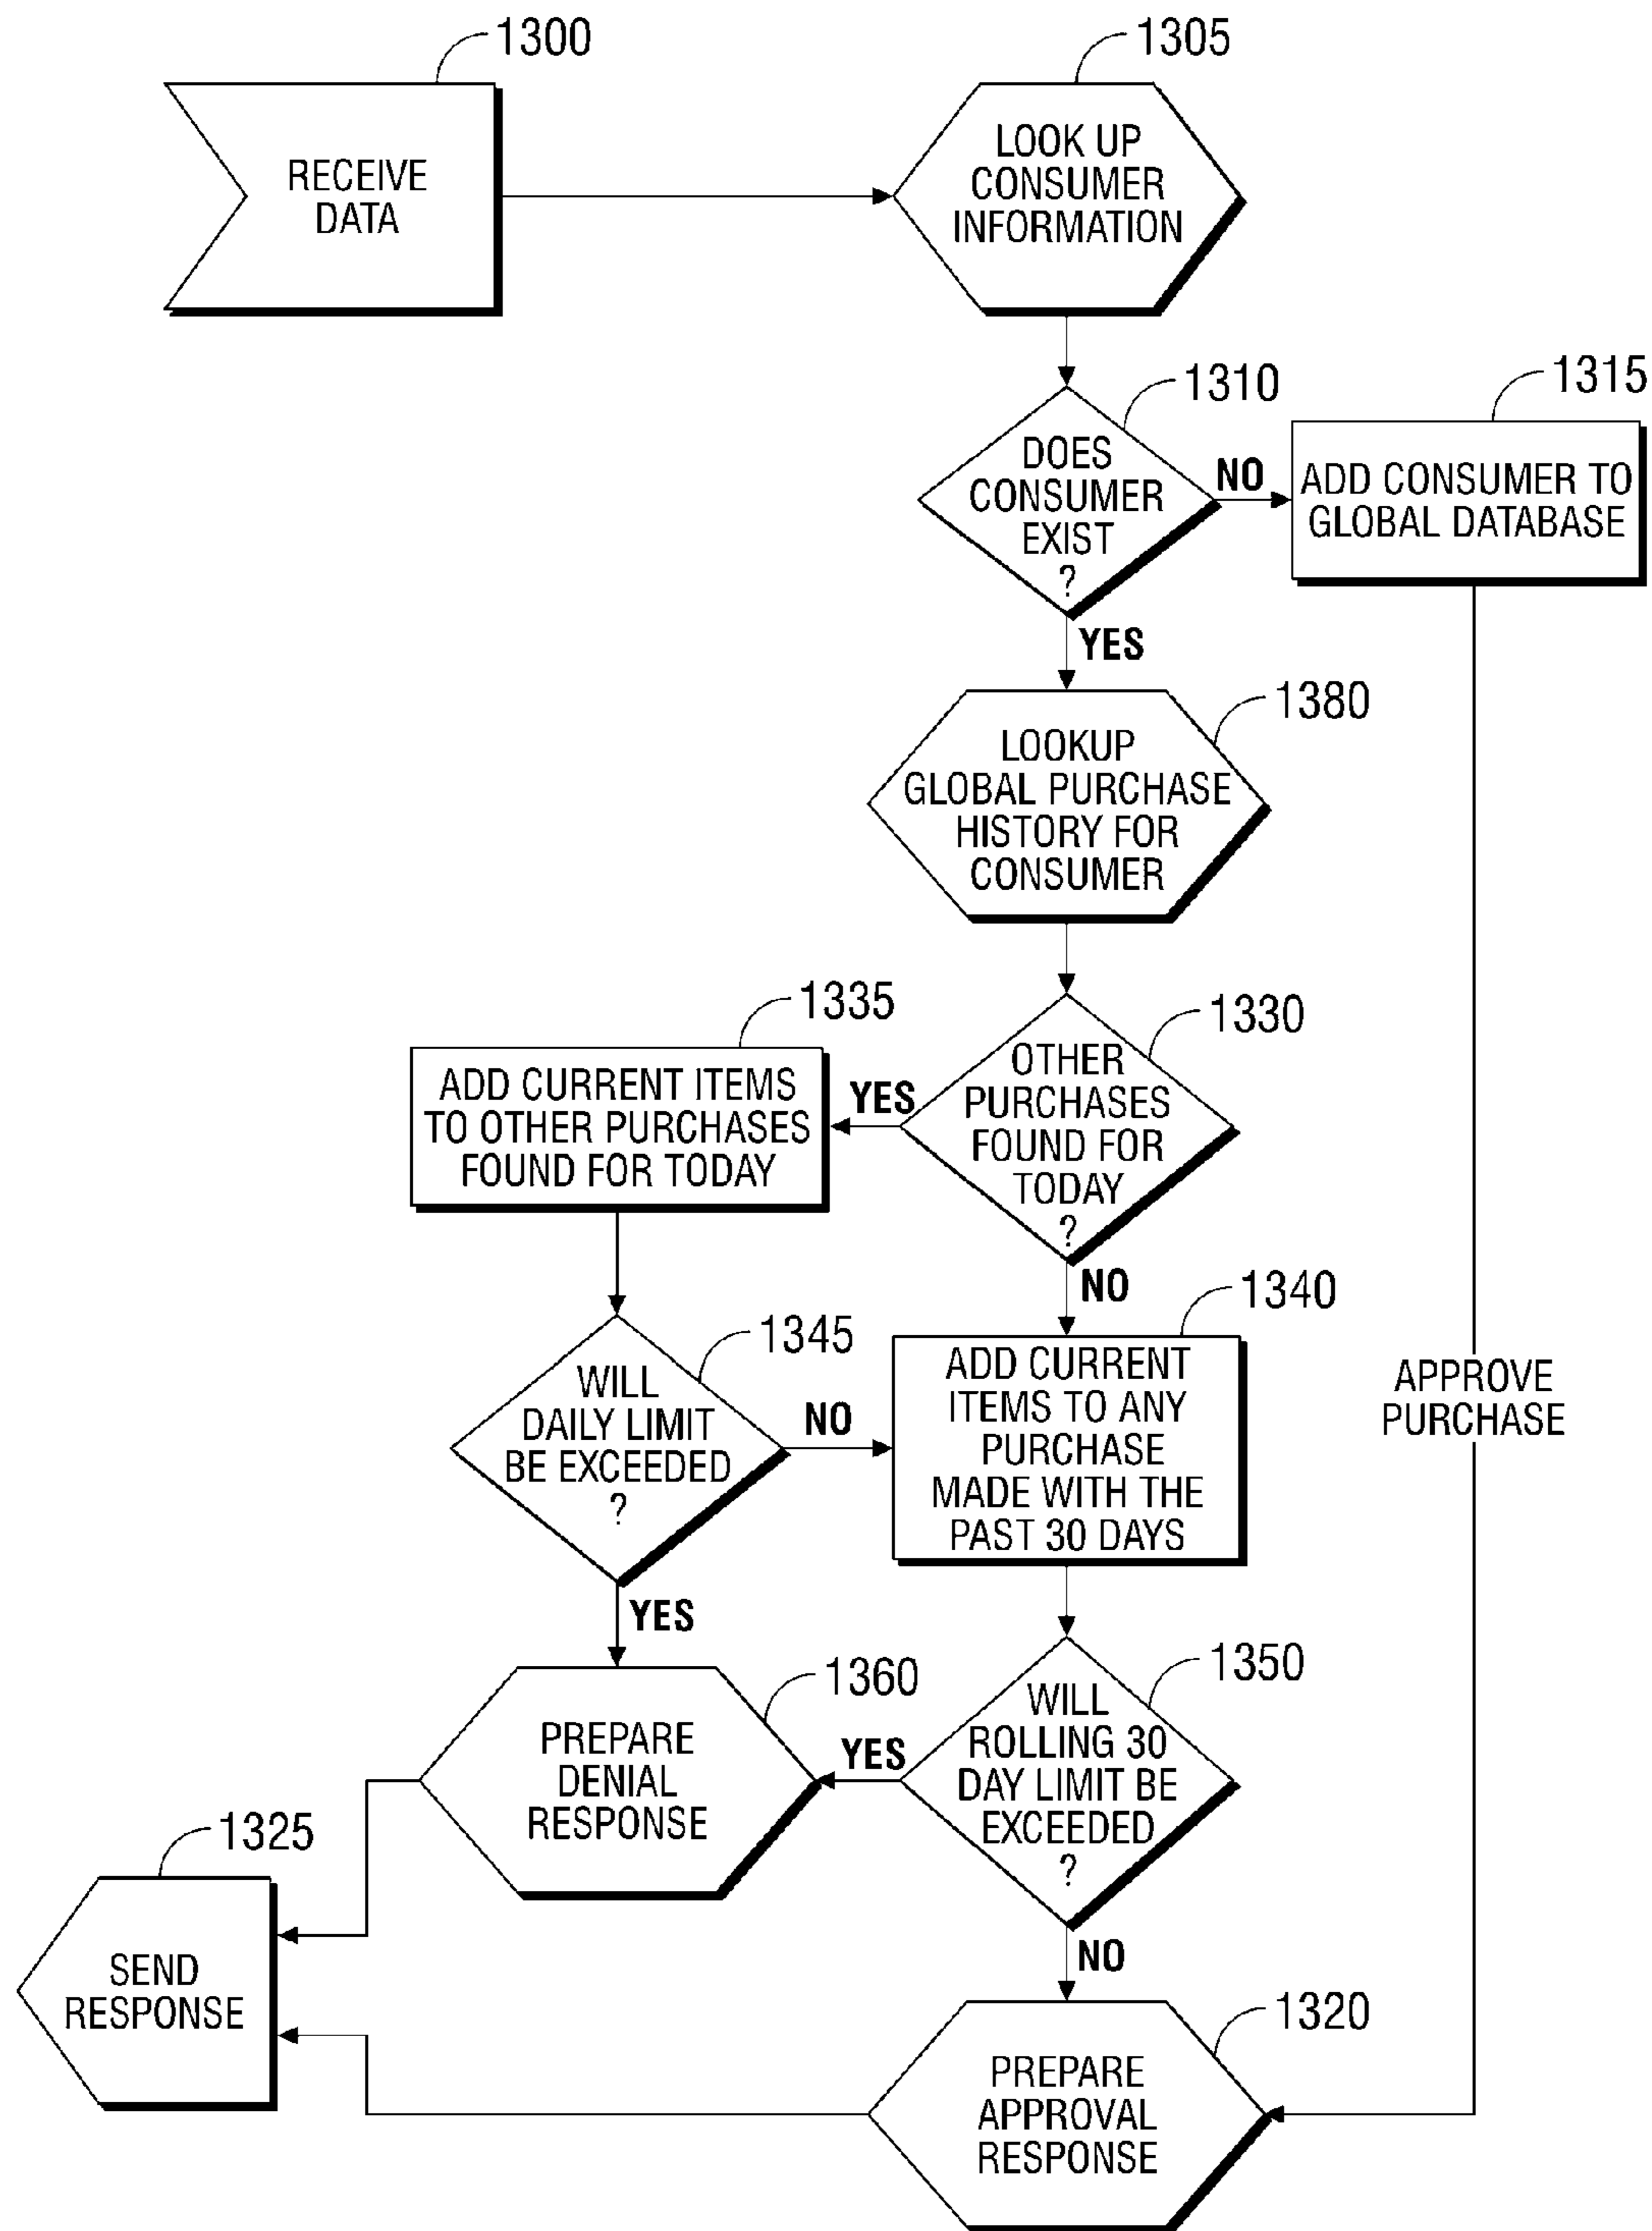 1300
RECEIVE
DATA
1305
LOOK UP
CONSUMER
INFORMATION
1310
DOES
CONSUMER
EXIST
?
NO
1315
ADD CONSUMER TO
GLOBAL DATABASE
YES
1380
LOOKUP
GLOBAL PURCHASE
HISTORY FOR
CONSUMER
1330
OTHER
PURCHASES
FOUND FOR
TODAY
?
YES
1335
ADD CURRENT ITEMS
TO OTHER PURCHASES
FOUND FOR TODAY
NO
1340
ADD CURRENT
ITEMS TO ANY
PURCHASE
MADE WITH THE
PAST 30 DAYS
1345
WILL
DAILY LIMIT
BE EXCEEDED
?
NO
APPROVE
PURCHASE
YES
1360
PREPARE
DENIAL
RESPONSE
1350
WILL
ROLLING 30
DAY LIMIT BE
EXCEEDED
?
YES
1325
SEND
RESPONSE
NO
1320
PREPARE
APPROVAL
RESPONSE